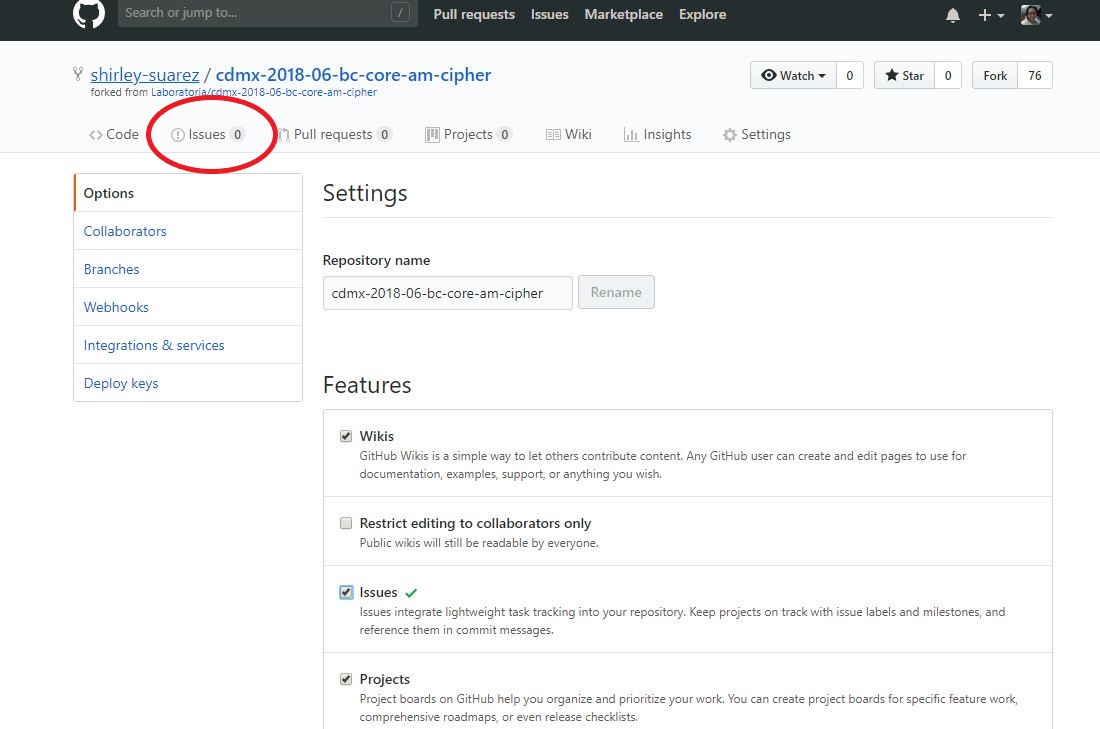 Search or jump to... /
Pull requests Issues Marketplace Explore
shirley-suarez / cdmx-2018-06-bc-core-am-cipher
forked from Laboratoria/cdmx-2018-06-bc-core-am-cipher
Watch 0 Star 0 Fork 76
Code Issues 0 Pull requests 0 Projects 0 Wiki Insights Settings
Options
Collaborators
Branches
Webhooks
Integrations & services
Deploy keys
Settings
Repository name
cdmx-2018-06-bc-core-am-cipher Rename
Features
Wikis
GitHub Wikis is a simple way to let others contribute content. Any GitHub user can create and edit pages to use for
documentation, examples, support, or anything you wish.
Restrict editing to collaborators only
Public wikis will still be readable by everyone.
Issues
Issues integrate lightweight task tracking into your repository. Keep projects on track with issue labels and milestones, and
reference them in commit messages.
Projects
Project boards on GitHub help you organize and prioritize your work. You can create project boards for specific feature work,
comprehensive roadmaps, or even release checklists.